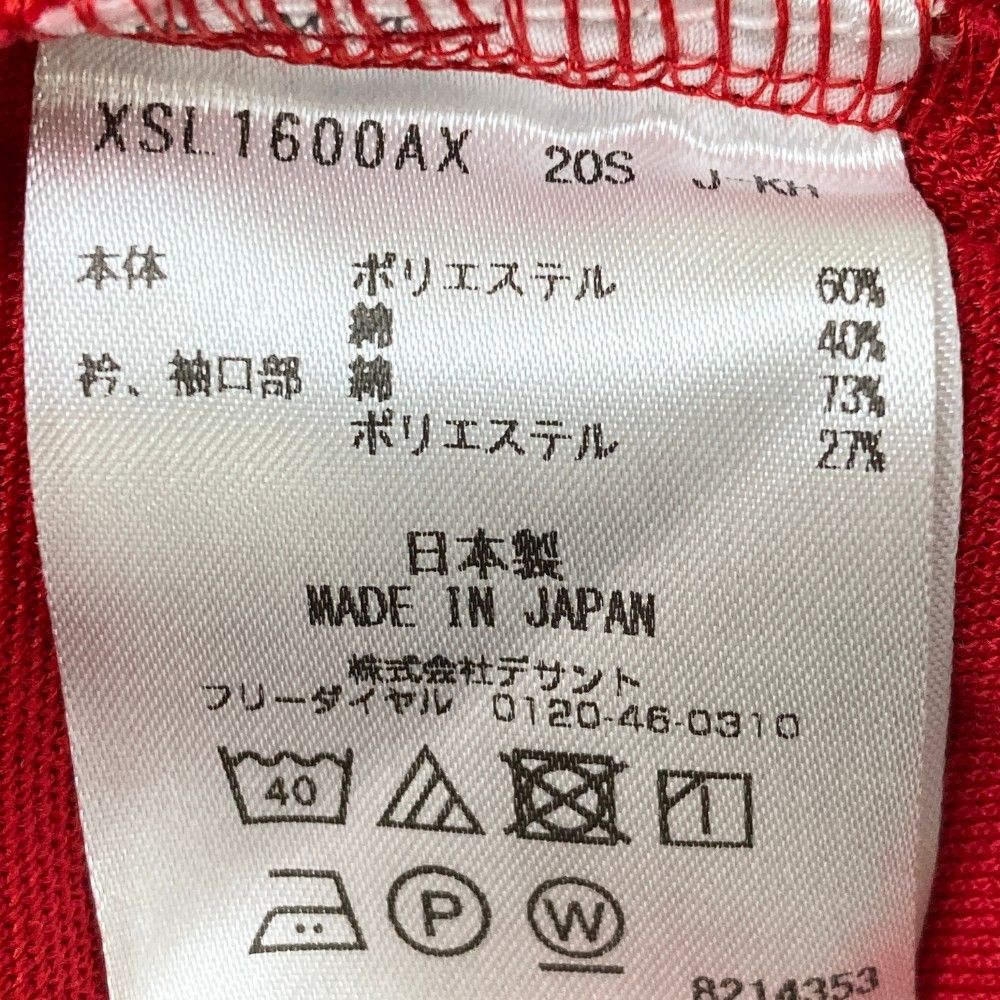 XSL1600AX 20S J-KH
本体 ポリエステル 60%
綿 40%
衿、袖口部 綿 73%
ポリエステル 27%
日本製
MADE IN JAPAN
株式会社デサント
フリーダイヤル 0120-46-0310
40
P W
8214353